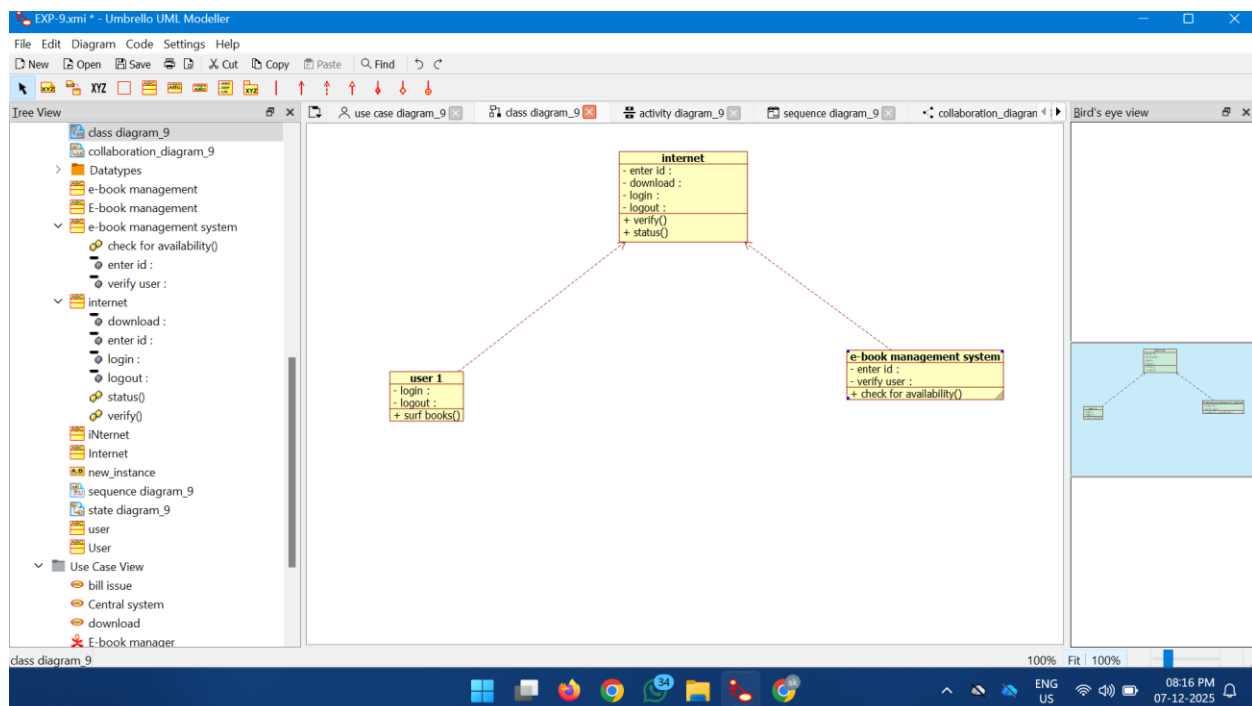 EXP-9.xmi * - Umbrello UML Modeller
File Edit Diagram Code Settings Help
New Open Save Cut Copy Paste Find
XYZ
Tree View
class diagram_9
collaboration_diagram_9
Datatypes
e-book management
E-book management
e-book management system
check for availability()
enter id :
verify user :
internet
download :
enter id :
login :
logout :
status()
verify()
iNternet
Internet
new_instance
sequence diagram_9
state diagram_9
user
User
Use Case View
bill issue
Central system
download
E-book manager
use case diagram_9 class diagram_9 activity diagram_9 sequence diagram_9 collaboration_diagran
internet
- enter id :
- download :
- login :
- logout :
+ verify()
+ status()
user 1
- login :
- logout :
+ surf books()
e-book management system
- enter id :
- verify user :
+ check for availability()
Bird's eye view
class diagram_9
100% Fit 100%
34
sk
ENG
US
08:16 PM
07-12-2025